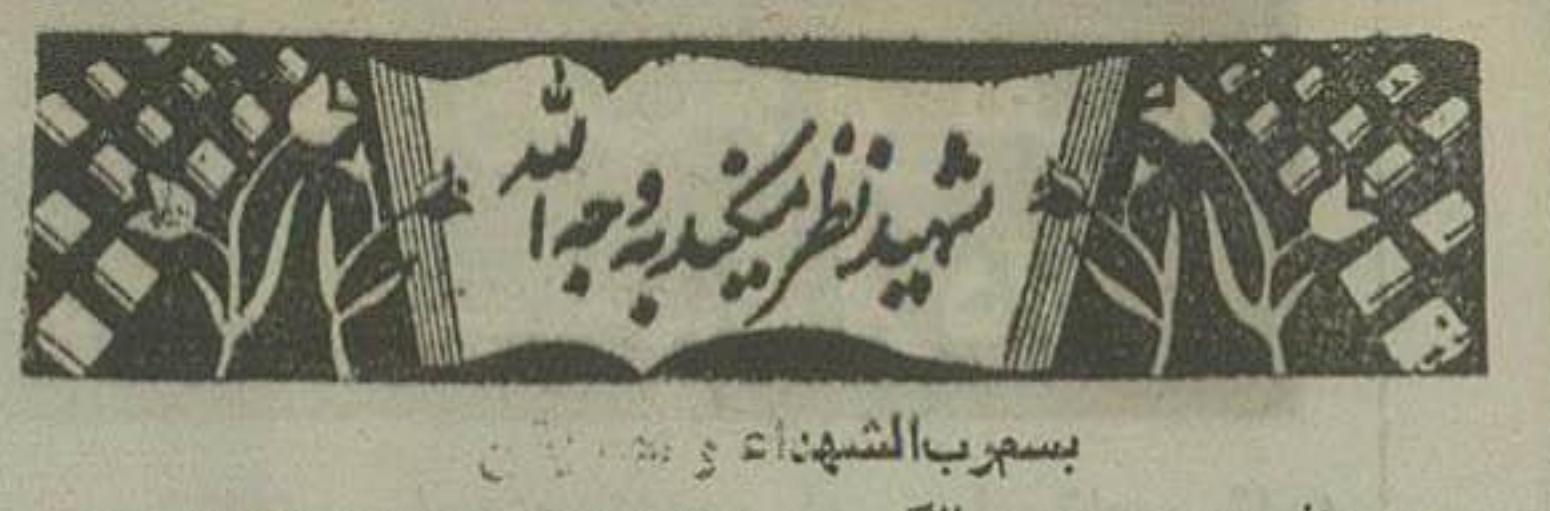 شهید نظر میکند به وجه الله
بسم رب الشهداء و